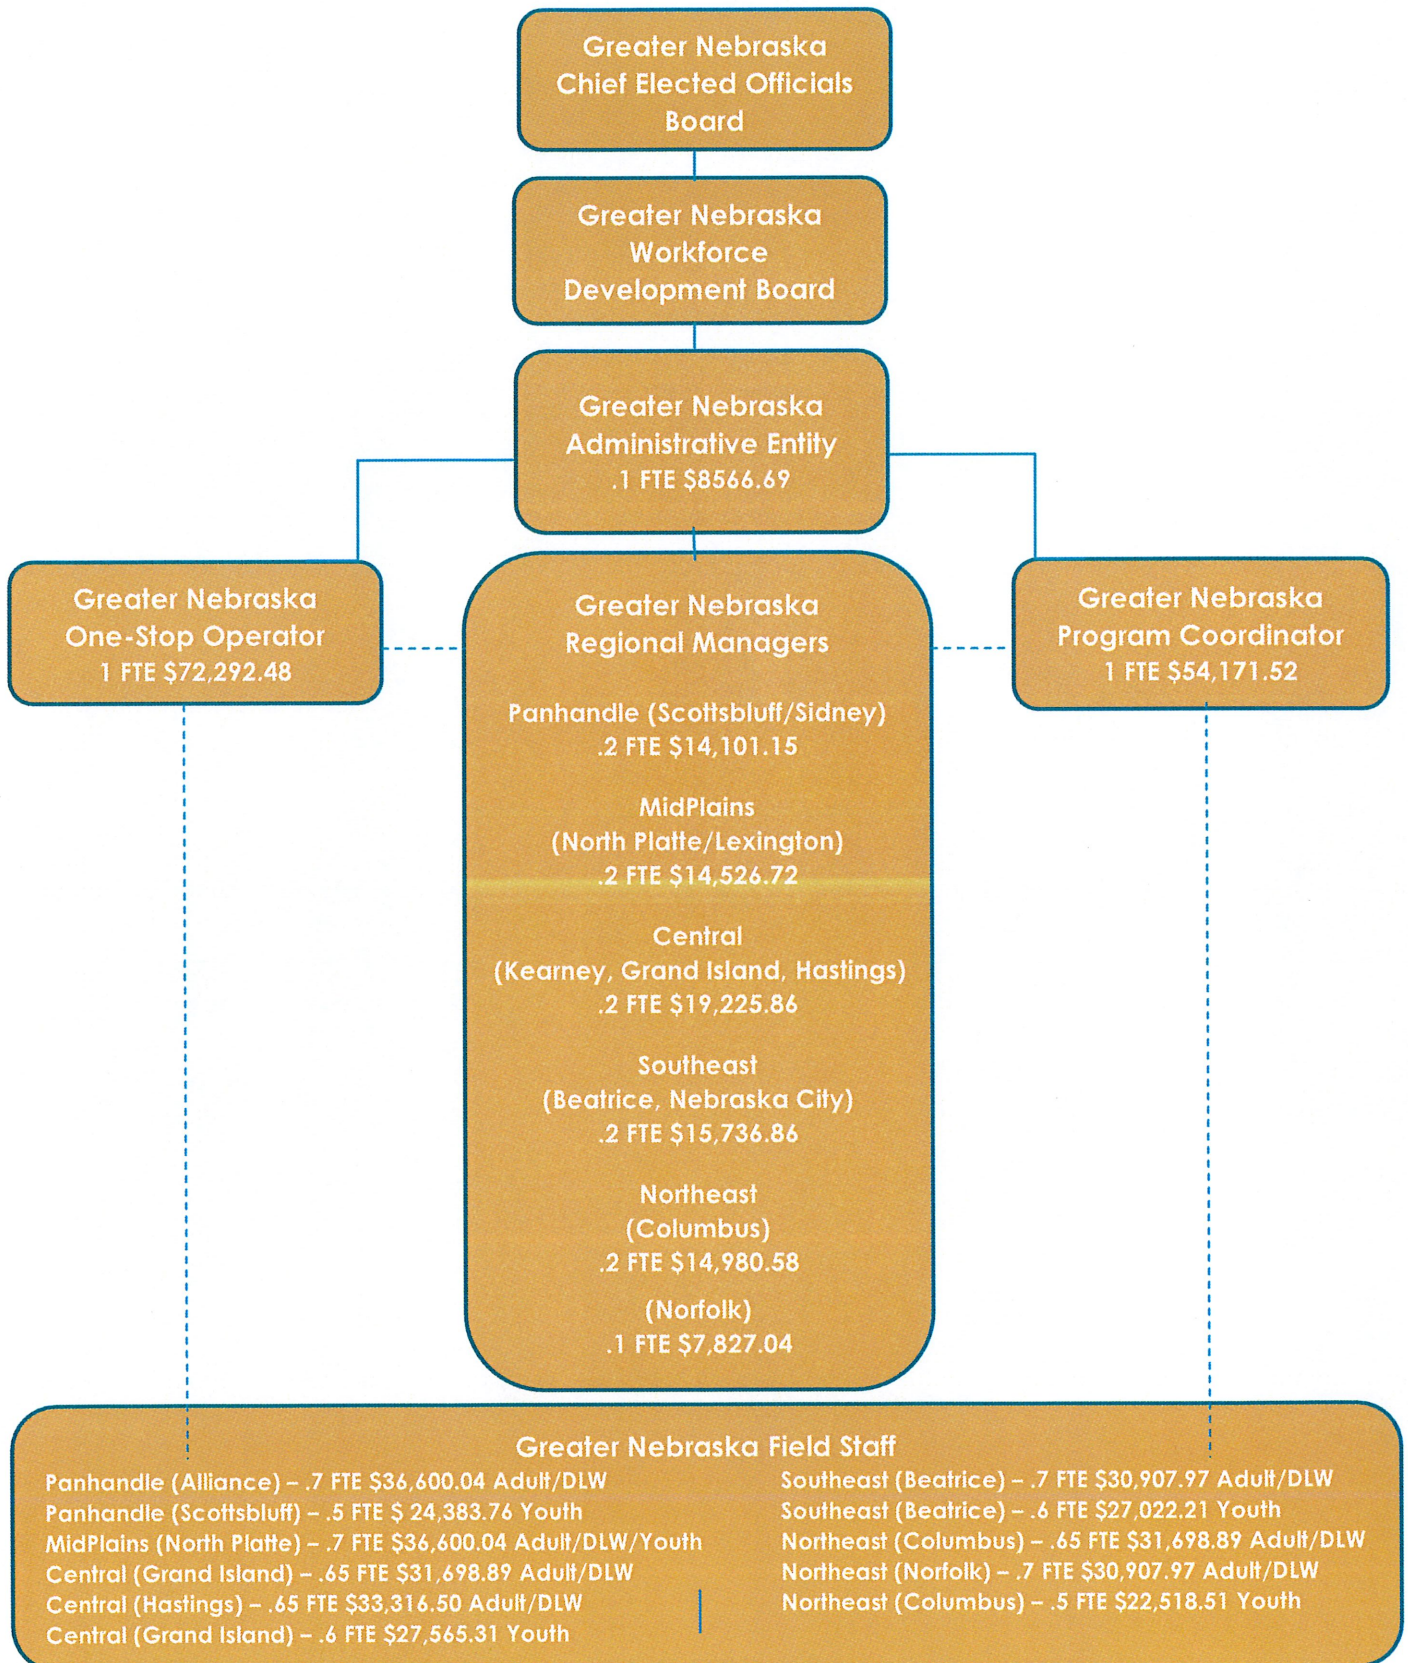 Greater Nebraska
Chief Elected Officials
Board
Greater Nebraska
Workforce
Development Board
Greater Nebraska
Administrative Entity
.1 FTE $8566.69
Greater Nebraska
One-Stop Operator
1 FTE $72,292.48
Greater Nebraska
Regional Managers
Panhandle (Scottsbluff/Sidney)
.2 FTE $14,101.15
MidPlains
(North Platte/Lexington)
.2 FTE $14,526.72
Central
(Kearney, Grand Island, Hastings)
.2 FTE $19,225.86
Southeast
(Beatrice, Nebraska City)
.2 FTE $15,736.86
Northeast
(Columbus)
.2 FTE $14,980.58
(Norfolk)
.1 FTE $7,827.04
Greater Nebraska
Program Coordinator
1 FTE $54,171.52
Greater Nebraska Field Staff
Panhandle (Alliance) – .7 FTE $36,600.04 Adult/DLW
Panhandle (Scottsbluff) – .5 FTE $ 24,383.76 Youth
MidPlains (North Platte) – .7 FTE $36,600.04 Adult/DLW/Youth
Central (Grand Island) – .65 FTE $31,698.89 Adult/DLW
Central (Hastings) – .65 FTE $33,316.50 Adult/DLW
Central (Grand Island) – .6 FTE $27,565.31 Youth
Southeast (Beatrice) – .7 FTE $30,907.97 Adult/DLW
Southeast (Beatrice) – .6 FTE $27,022.21 Youth
Northeast (Columbus) – .65 FTE $31,698.89 Adult/DLW
Northeast (Norfolk) – .7 FTE $30,907.97 Adult/DLW
Northeast (Columbus) – .5 FTE $22,518.51 Youth